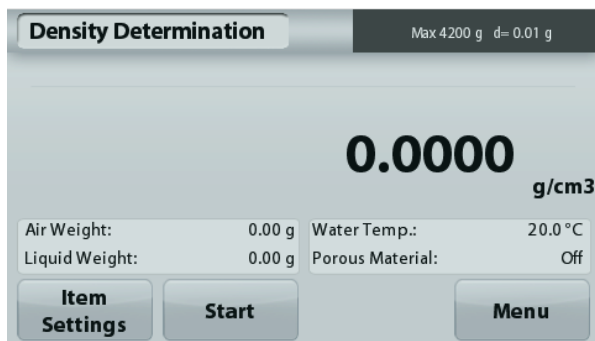 Density Determination
Max 4200 g d= 0.01 g
0.0000
g/cm3
Air Weight: 0.00 g Water Temp.: 20.0 °C
Liquid Weight: 0.00 g Porous Material: Off
Item
Settings
Start
Menu